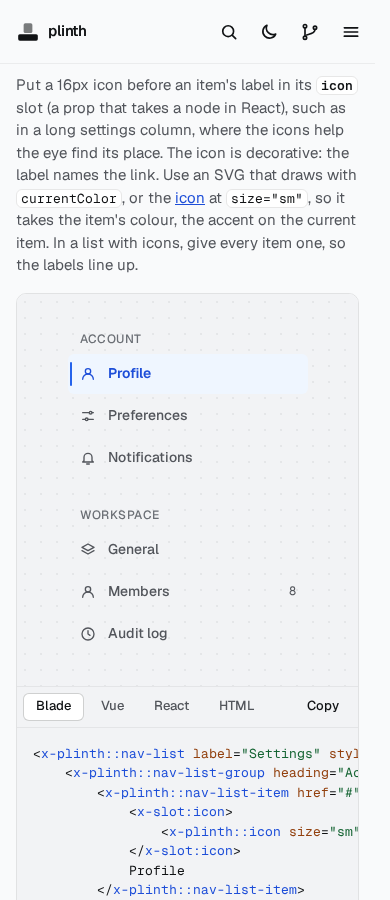 plinth
Put a 16px icon before an item's label in its icon
slot (a prop that takes a node in React), such as
in a long settings column, where the icons help
the eye find its place. The icon is decorative: the
label names the link. Use an SVG that draws with
currentColor, or the icon at size="sm", so it
takes the item's colour, the accent on the current
item. In a list with icons, give every item one, so
the labels line up.
ACCOUNT
Profile
Preferences
Notifications
WORKSPACE
General
Members 8
Audit log
Blade Vue React HTML Copy
<x-plinth::nav-list label="Settings" styl
<x-plinth::nav-list-group heading="Ac
<x-plinth::nav-list-item href="#"
<x-slot:icon>
<x-plinth::icon size="sm"
</x-slot:icon>
Profile
</x-plinth::nav-list-item>